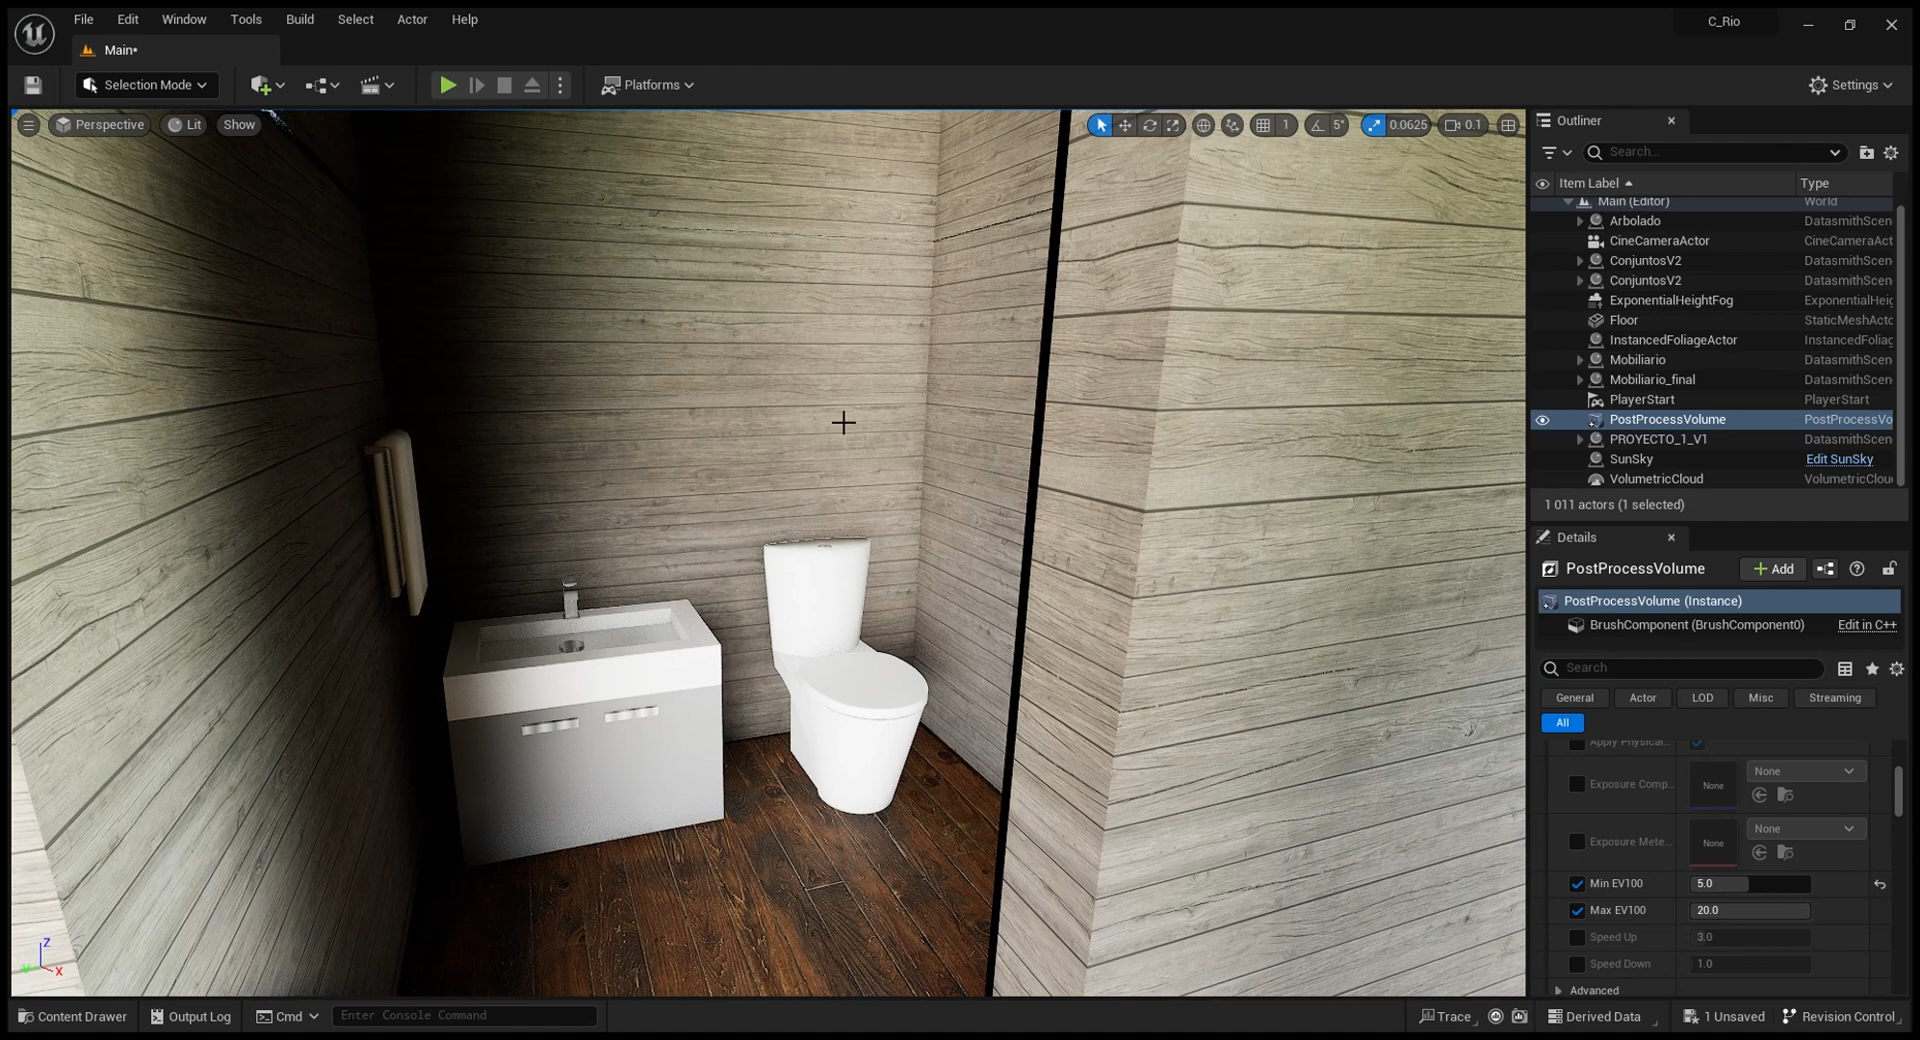 File Edit Window Tools Build Select Actor Help C_Rio
Main•
Selection Mode Platforms Settings
Perspective Lit Show 1 5° 0.0625 0.1
Outliner
Search...
Item Label Type
Main (Editor) World
Arbolado DatasmithScen
CineCameraActor CineCameraAct
ConjuntosV2 DatasmithScen
ConjuntosV2 DatasmithScen
ExponentialHeightFog ExponentialHeig
Floor StaticMeshActo
InstancedFoliageActor InstancedFoliag
Mobiliario DatasmithScen
Mobiliario_final DatasmithScen
PlayerStart PlayerStart
PostProcessVolume PostProcessVo
PROYECTO_1_V1 DatasmithScen
SunSky Edit SunSky
VolumetricCloud VolumetricClou
1 011 actors (1 selected)
Details
PostProcessVolume + Add
PostProcessVolume (Instance)
BrushComponent (BrushComponent0) Edit in C++
Search
General Actor LOD Misc Streaming
All
Apply Physical...
Exposure Comp... None None
Exposure Mete... None None
Min EV100 5.0
Max EV100 20.0
Speed Up 3.0
Speed Down 1.0
Advanced
Z
Y X
Content Drawer Output Log Cmd Enter Console Command Trace Derived Data 1 Unsaved Revision Control